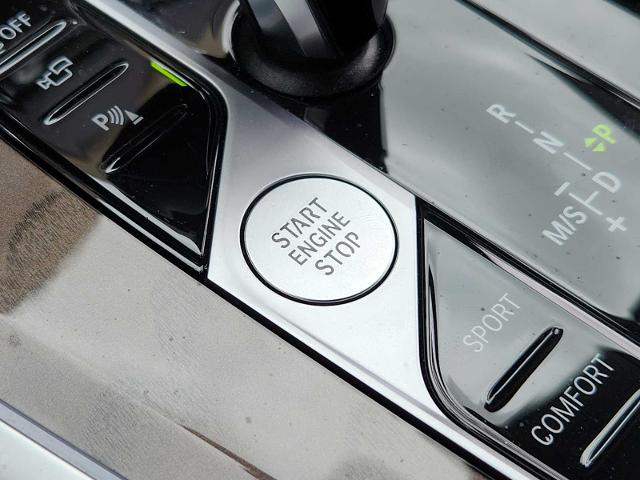 OFF
P
START
ENGINE
STOP
R
N
P
D
M/S
+
SPORT
COMFORT